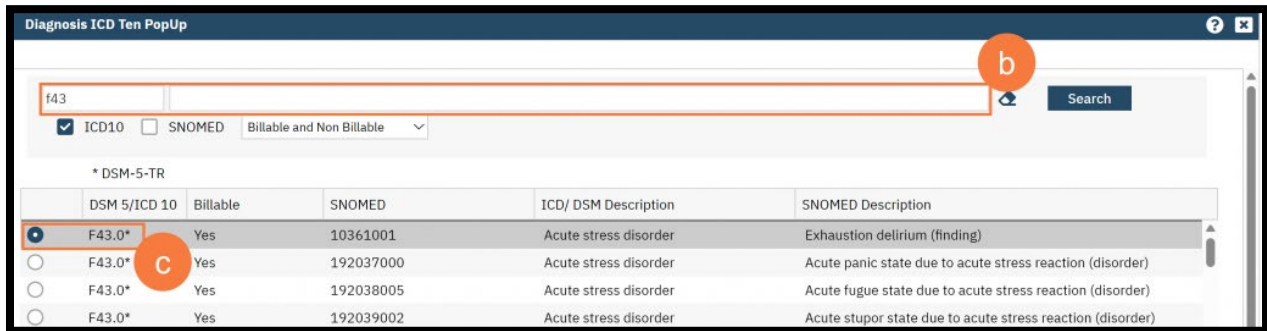 Diagnosis ICD Ten PopUp
b
f43
Search
ICD10 SNOMED Billable and Non Billable
* DSM-5-TR
DSM 5/ICD 10 Billable SNOMED ICD/ DSM Description SNOMED Description
F43.0* Yes 10361001 Acute stress disorder Exhaustion delirium (finding)
c
F43.0* Yes 192037000 Acute stress disorder Acute panic state due to acute stress reaction (disorder)
F43.0* Yes 192038005 Acute stress disorder Acute fugue state due to acute stress reaction (disorder)
F43.0* Yes 192039002 Acute stress disorder Acute stupor state due to acute stress reaction (disorder)